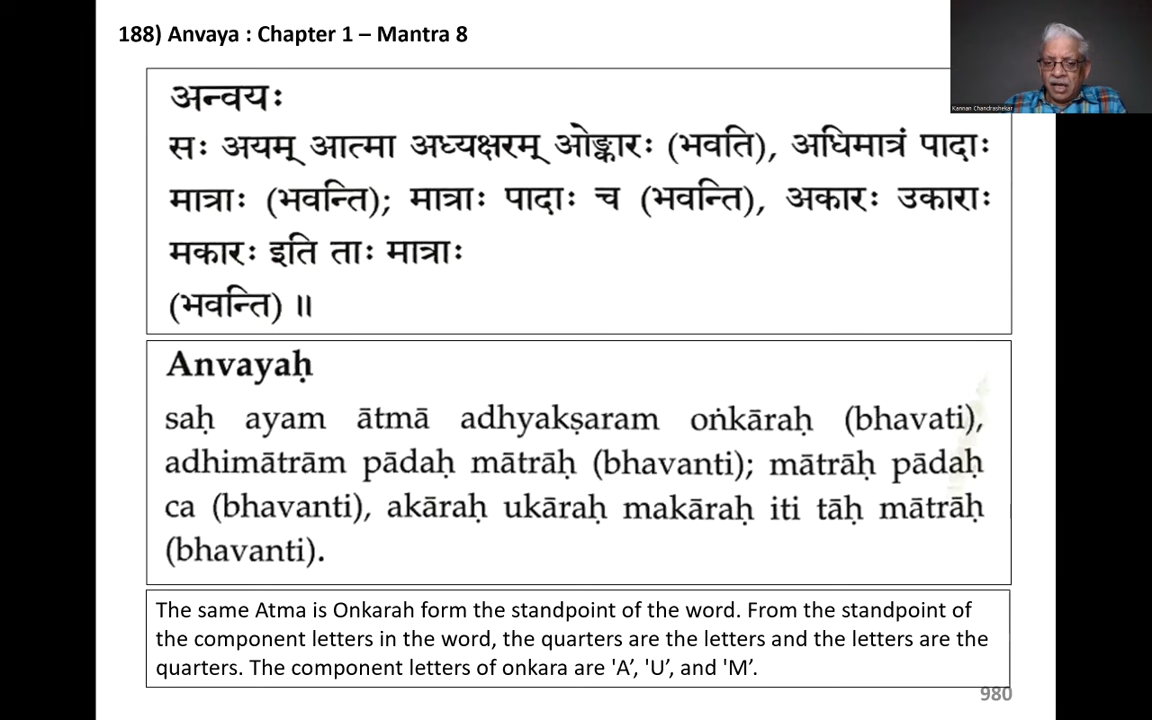 188) Anvaya : Chapter 1 – Mantra 8
Kannan Chandrashekar
अन्वयः
सः अयम् आत्मा अध्यक्षरम् ओङ्कारः (भवति), अधिमात्रं पादाः
मात्राः (भवन्ति); मात्राः पादाः च (भवन्ति), अकारः उकाराः
मकारः इति ताः मात्राः
(भवन्ति) ॥
Anvayaḥ
saḥ ayam ātmā adhyakṣaram oṅkāraḥ (bhavati),
adhimātrām pādaḥ mātrāḥ (bhavanti); mātrāḥ pādaḥ
ca (bhavanti), akāraḥ ukāraḥ makāraḥ iti tāḥ mātrāḥ
(bhavanti).
The same Atma is Onkarah form the standpoint of the word. From the standpoint of
the component letters in the word, the quarters are the letters and the letters are the
quarters. The component letters of onkara are 'A’, 'U’, and 'M’.
980